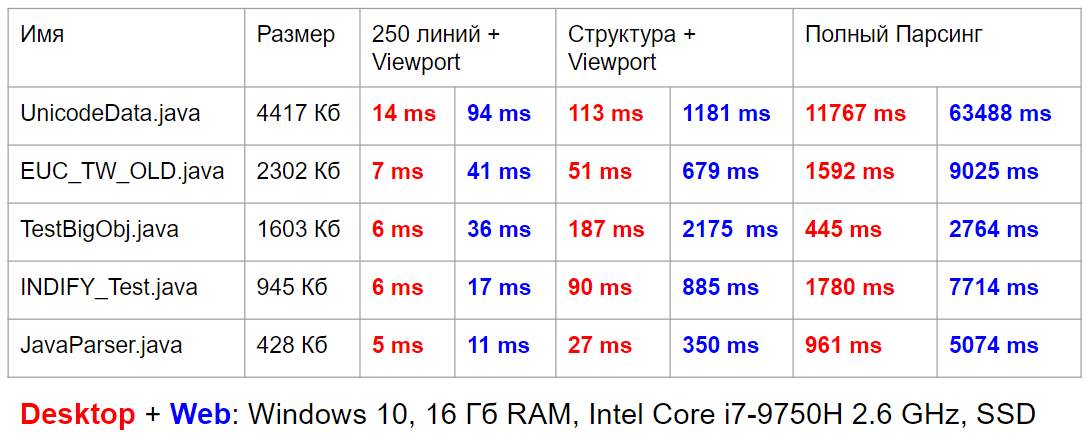 Имя Размер 250 линий + Структура + Полный Парсинг
Viewport Viewport
UnicodeData.java 4417 Кб 14 ms 94 ms 113 ms 1181 ms 11767 ms 63488 ms
EUC_TW_OLD.java 2302 Кб 7 ms 41 ms 51 ms 679 ms 1592 ms 9025 ms
TestBigObj.java 1603 Кб 6 ms 36 ms 187 ms 2175 ms 445 ms 2764 ms
INDIFY_Test.java 945 Кб 6 ms 17 ms 90 ms 885 ms 1780 ms 7714 ms
JavaParser.java 428 Кб 5 ms 11 ms 27 ms 350 ms 961 ms 5074 ms
Desktop + Web: Windows 10, 16 Гб RAM, Intel Core i7-9750H 2.6 GHz, SSD